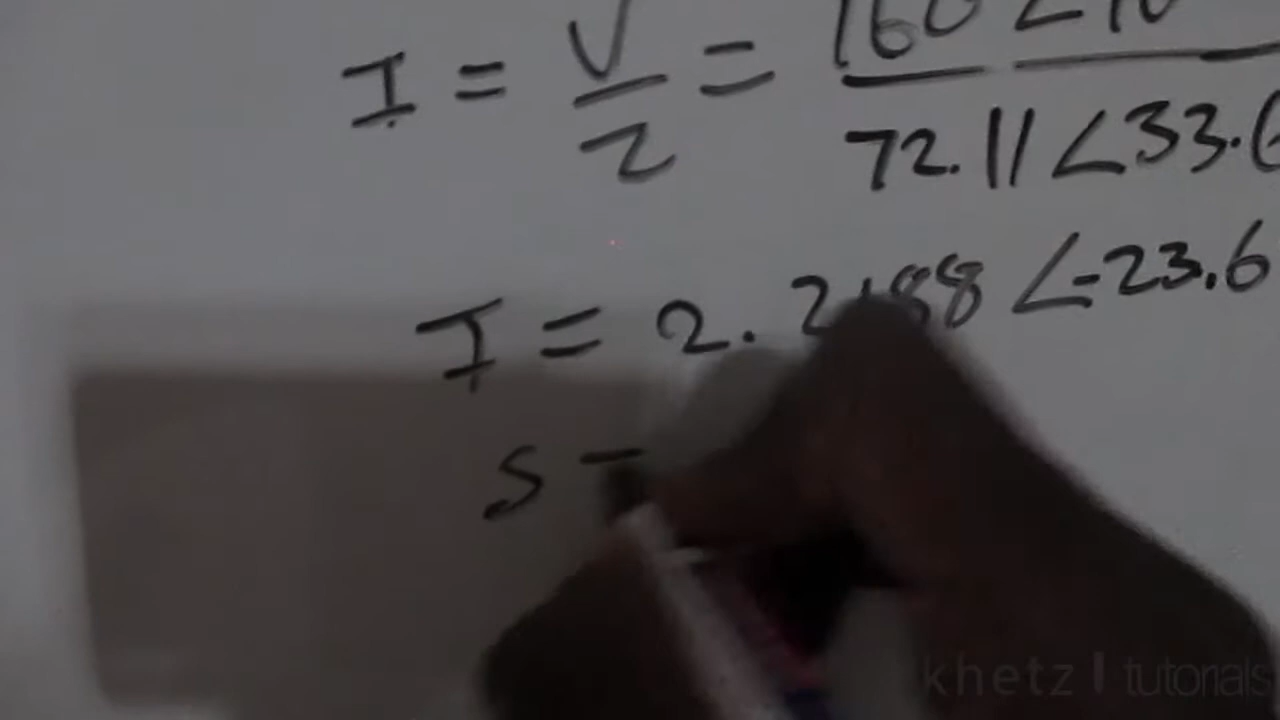 I = V/Z = 160∠10 / 72.11∠33.6
I = 2.2188∠-23.6
S =
khetz | tutorials